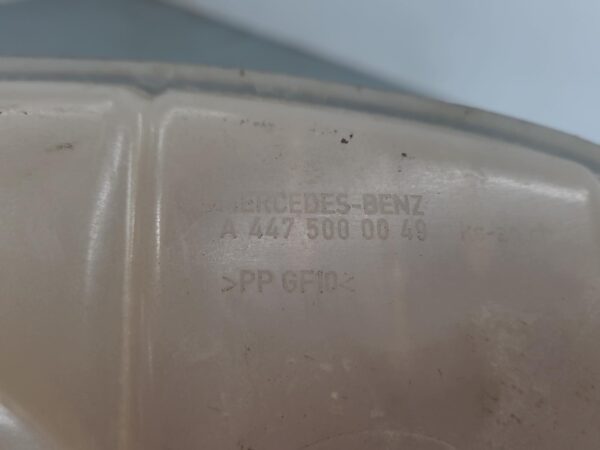 MERCEDES-BENZ
A 447 500 00 49
>PP GF10<